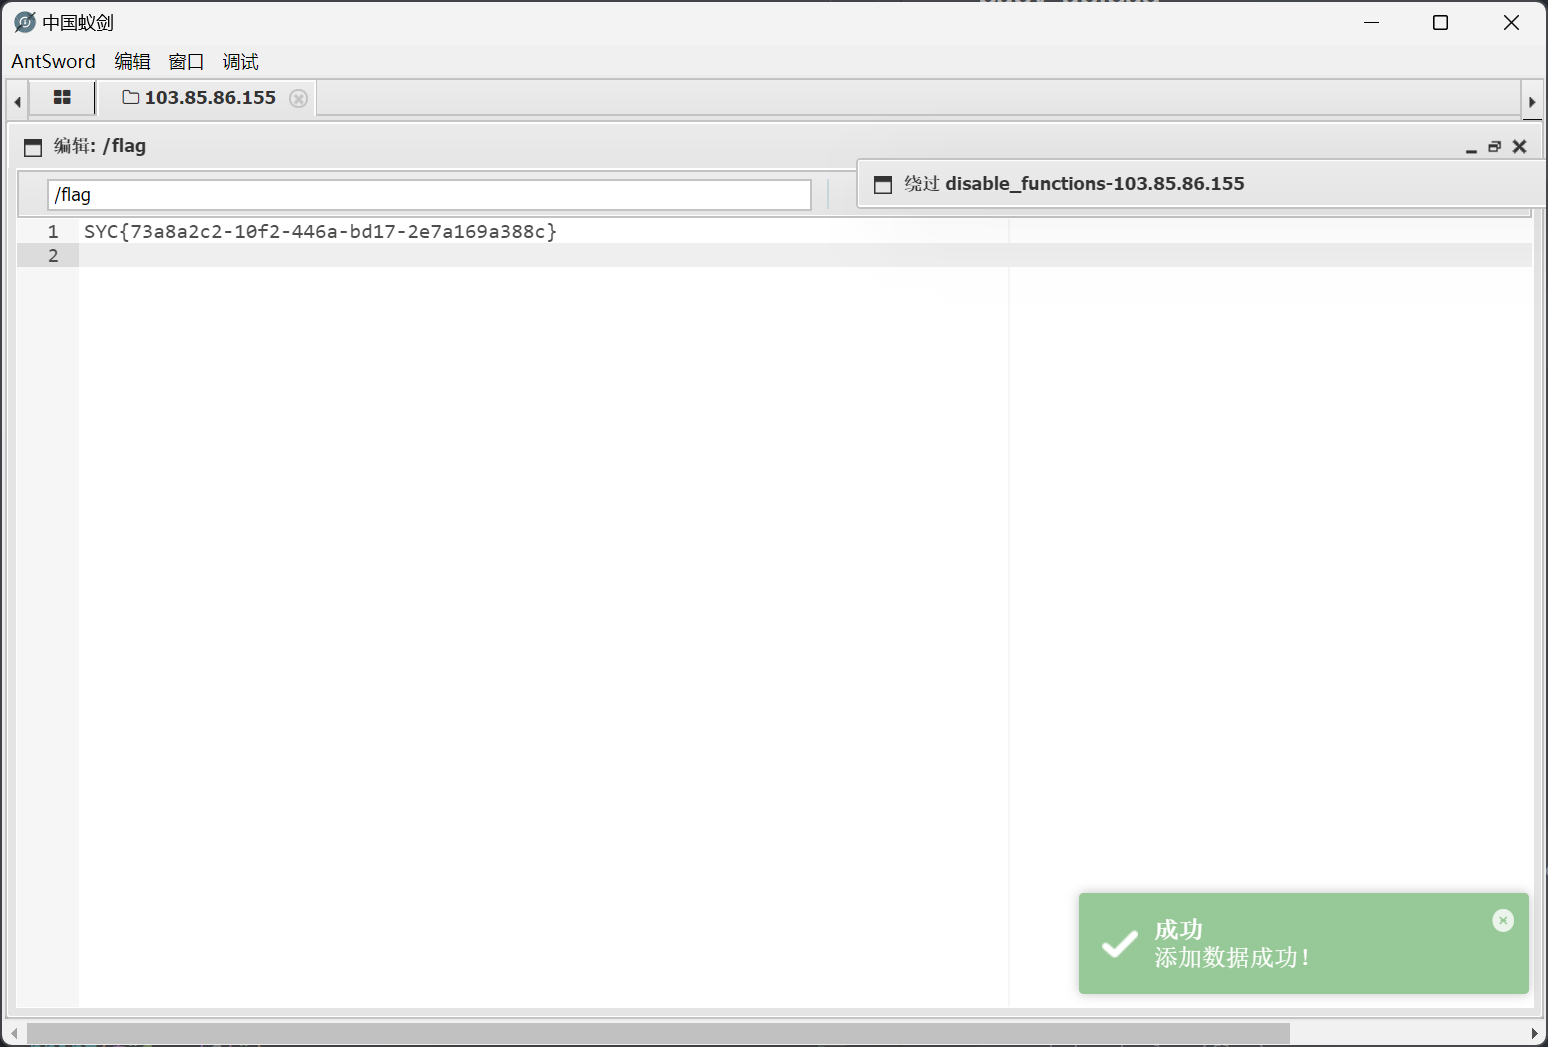 中国蚁剑
AntSword 编辑 窗口 调试
103.85.86.155
编辑: /flag
绕过 disable_functions-103.85.86.155
/flag
1 SYC{73a8a2c2-10f2-446a-bd17-2e7a169a388c}
2
成功
添加数据成功!